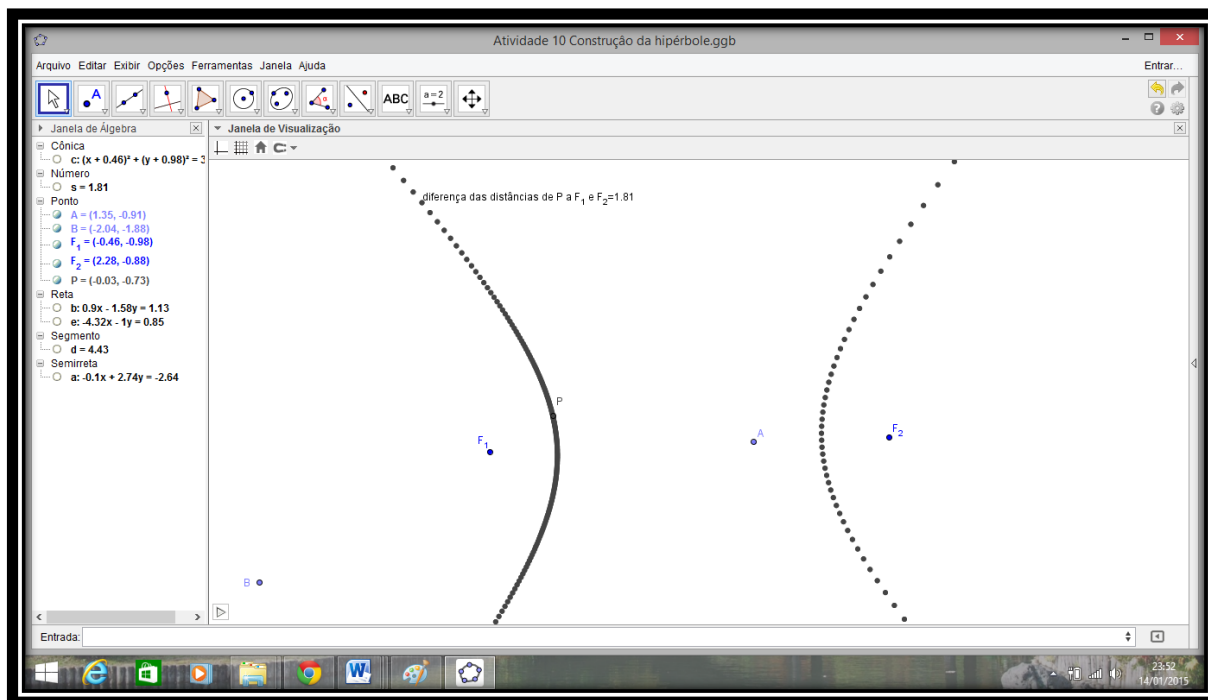 Atividade 10 Construção da hipérbole.ggb
Arquivo Editar Exibir Opções Ferramentas Janela Ajuda
Entrar...
A
ABC
a=2
Janela de Álgebra
Janela de Visualização
Cônica
c: (x + 0.46)² + (y + 0.98)² = 3
Número
s = 1.81
Ponto
A = (1.35, -0.91)
B = (-2.04, -1.88)
F₁ = (-0.46, -0.98)
F₂ = (2.28, -0.88)
P = (-0.03, -0.73)
Reta
b: 0.9x - 1.58y = 1.13
e: -4.32x - 1y = 0.85
Segmento
d = 4.43
Semirreta
a: -0.1x + 2.74y = -2.64
diferença das distâncias de P a F₁ e F₂=1.81
P
F₁
A
F₂
B
Entrada:
23:52
14/01/2015